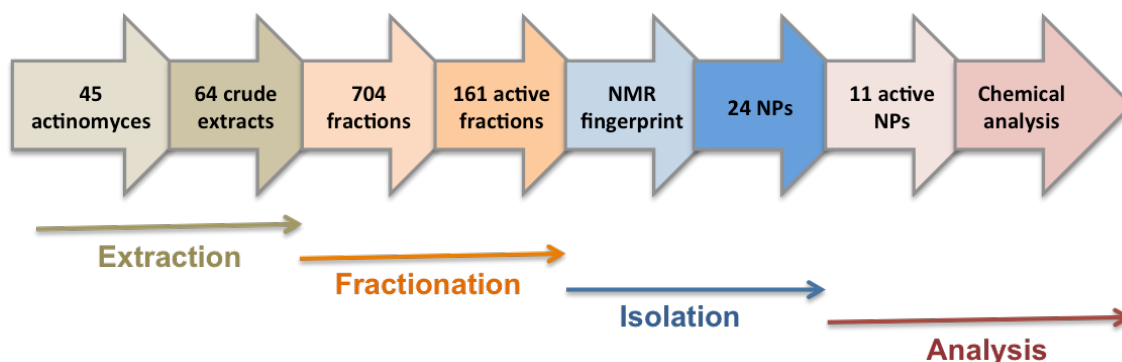 45
actinomyces
64 crude
extracts
704
fractions
161 active
fractions
NMR
fingerprint
24 NPs
11 active
NPs
Chemical
analysis
Extraction
Fractionation
Isolation
Analysis